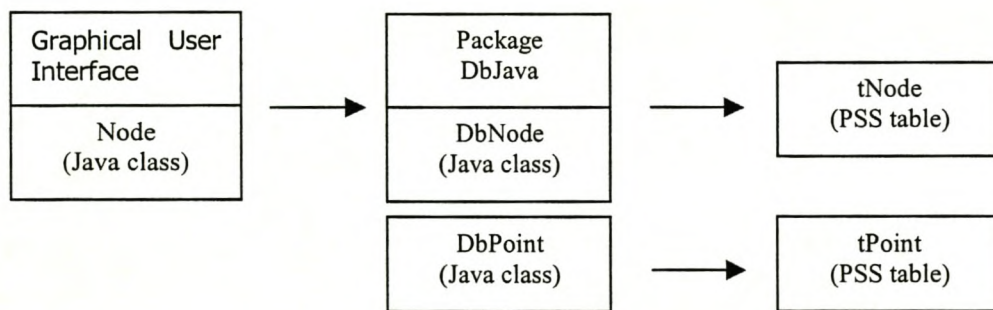 Graphical User
Interface
Node
(Java class)
Package
DbJava
DbNode
(Java class)
tNode
(PSS table)
DbPoint
(Java class)
tPoint
(PSS table)